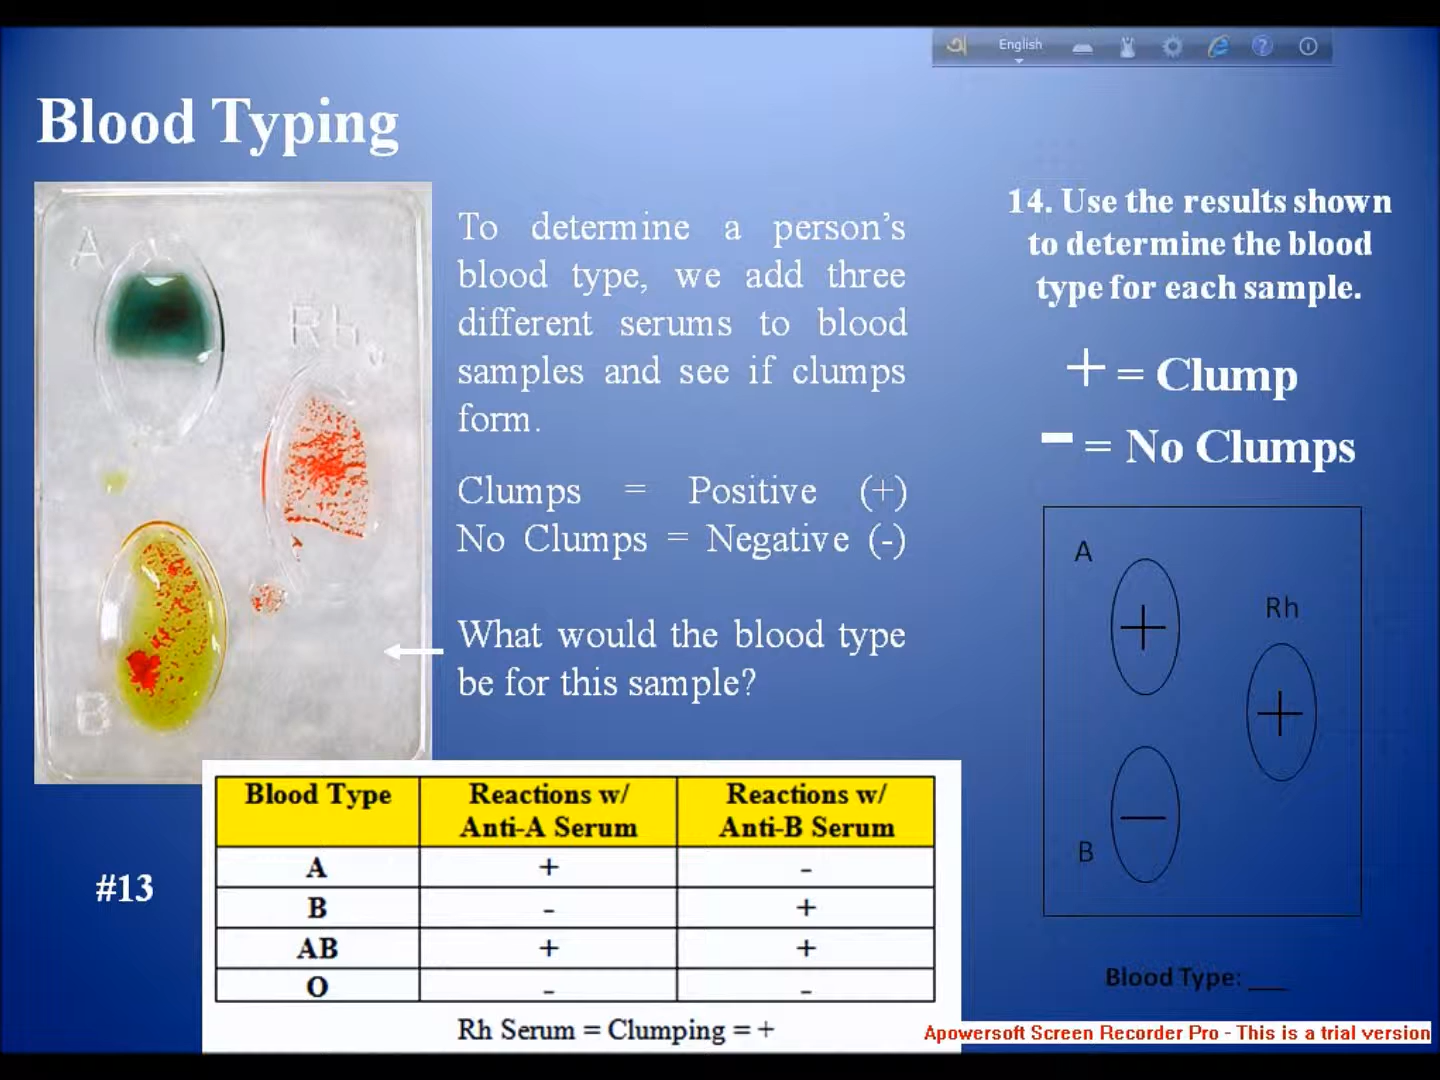 English
Blood Typing
A
Rh
B
To determine a person's
blood type, we add three
different serums to blood
samples and see if clumps
form.
Clumps = Positive (+)
No Clumps = Negative (-)
What would the blood type
be for this sample?
14. Use the results shown
to determine the blood
type for each sample.
+ = Clump
- = No Clumps
A
+
Rh
+
−
B
Blood Type: ___
#13
Blood Type Reactions w/ Anti-A Serum Reactions w/ Anti-B Serum
A + -
B - +
AB + +
O - -
Rh Serum = Clumping = +
Apowersoft Screen Recorder Pro - This is a trial version